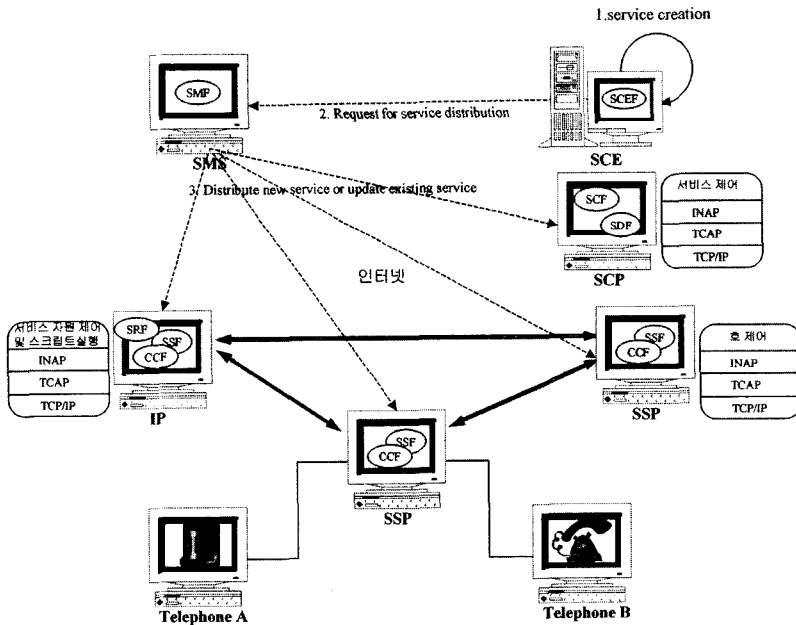 1.service creation
SMF
SCEF
2. Request for service distribution
SMS
SCE
3. Distribute new service or update existing service
SCF
SDF
SCP
서비스 제어
INAP
TCAP
TCP/IP
인터넷
서비스 자원 제어
및 스크립트실행
INAP
TCAP
TCP/IP
SRF
SSF
CCF
IP
SSF
CCF
SSP
호 제어
INAP
TCAP
TCP/IP
SSF
CCF
SSP
Telephone A
Telephone B